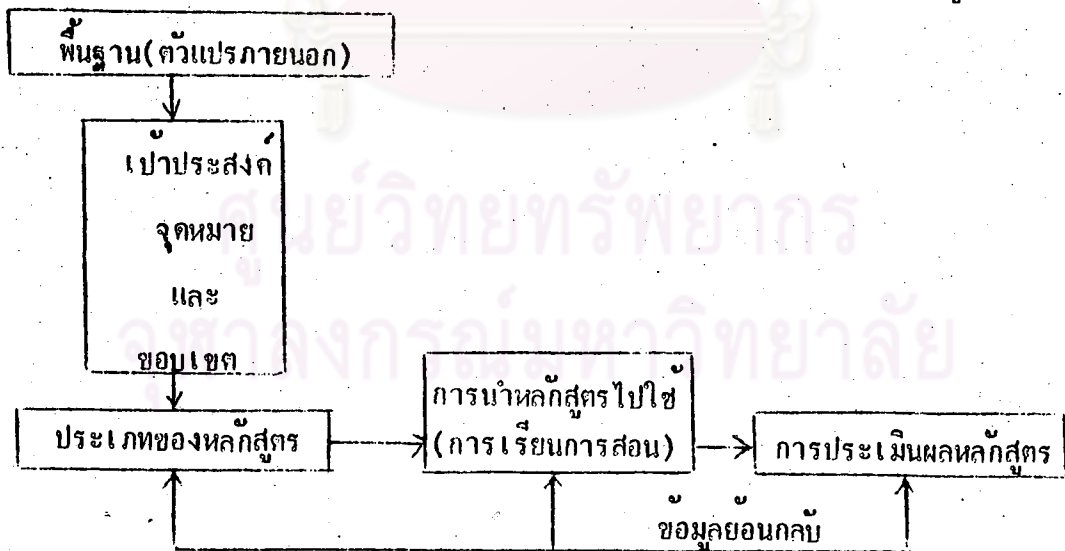 พื้นฐาน(ตัวแปรภายนอก)
เป้าประสงค์
จุดหมาย
และ
ขอบเขต
ประเภทของหลักสูตร
การนำหลักสูตรไปใช้
(การเรียนการสอน)
การประเมินผลหลักสูตร
ข้อมูลย้อนกลับ
ศูนย์วิทยทรัพยากร
จุฬาลงกรณ์มหาวิทยาลัย